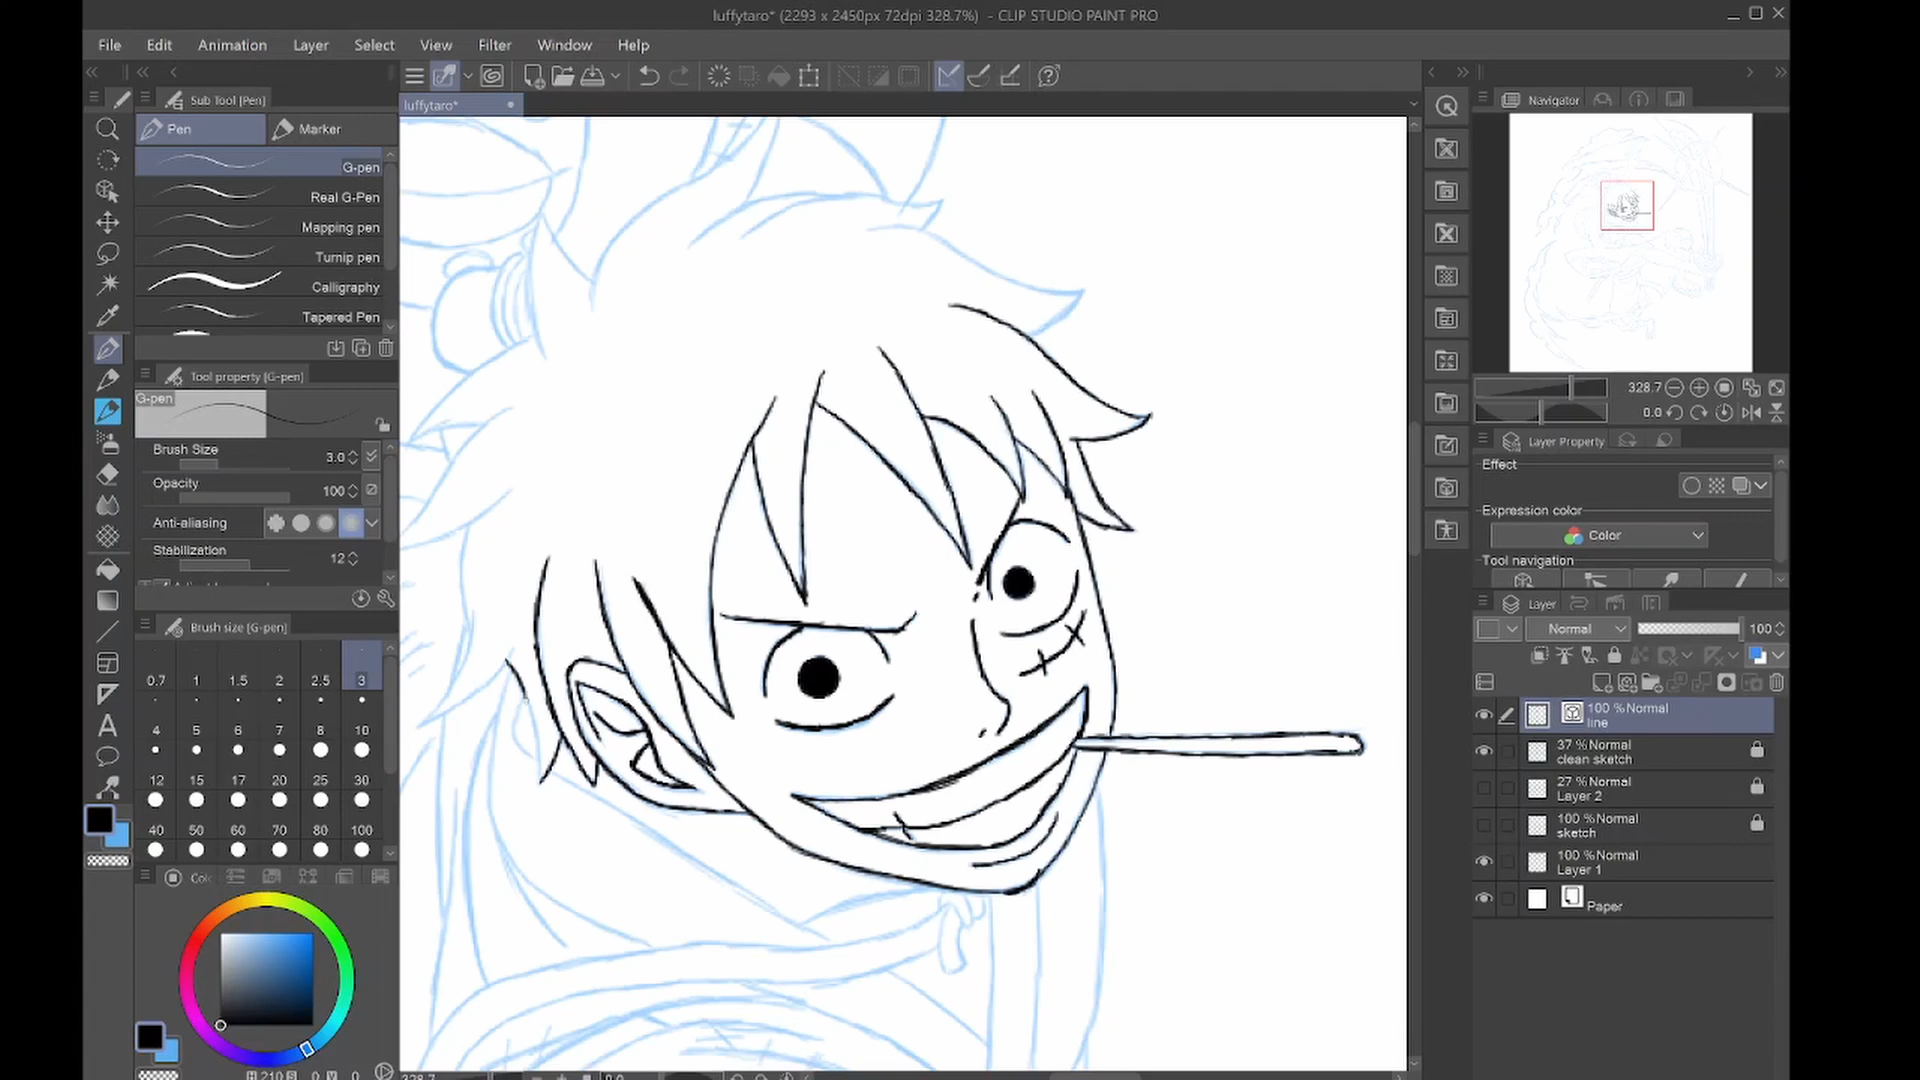 luffytaro* (2293 x 2450px 72dpi 328.7%) - CLIP STUDIO PAINT PRO
File Edit Animation Layer Select View Filter Window Help
Sub Tool [Pen]
luffytaro*
Pen Marker
G-pen
Real G-Pen
Mapping pen
Turnip pen
Calligraphy
Tapered Pen
Tool property [G-pen]
G-pen
Brush Size 3.0
Opacity 100
Anti-aliasing
Stabilization 12
Brush size [G-pen]
0.7 1 1.5 2 2.5 3
4 5 6 7 8 10
12 15 17 20 25 30
40 50 60 70 80 100
Navigator
328.7
0.0
Layer Property
Effect
Expression color
Color
Tool navigation
Layer
Normal 100
100 % Normal
line
37 % Normal
clean sketch
27 % Normal
Layer 2
100 % Normal
sketch
100 % Normal
Layer 1
Paper